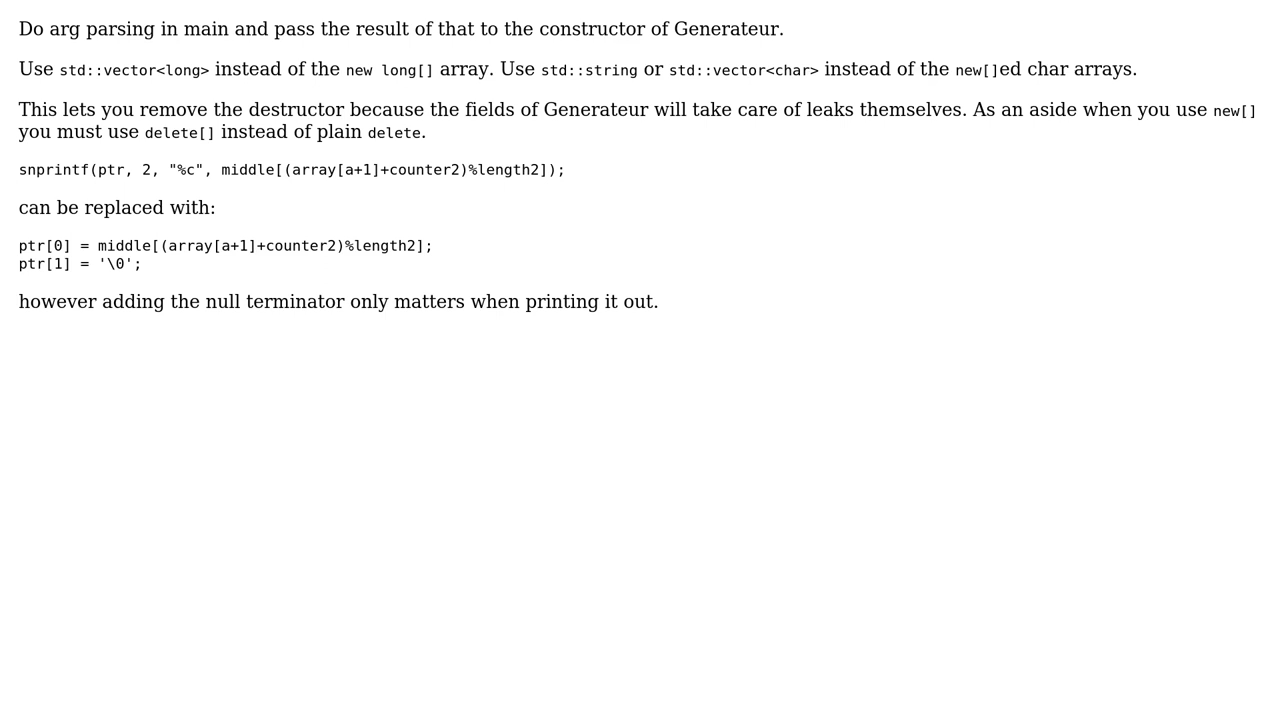 Do arg parsing in main and pass the result of that to the constructor of Generateur.
Use std::vector<long> instead of the new long[] array. Use std::string or std::vector<char> instead of the new[]ed char arrays.
This lets you remove the destructor because the fields of Generateur will take care of leaks themselves. As an aside when you use new[]
you must use delete[] instead of plain delete.
snprintf(ptr, 2, "%c", middle[(array[a+1]+counter2)%length2]);
can be replaced with:
ptr[0] = middle[(array[a+1]+counter2)%length2];
ptr[1] = '\0';
however adding the null terminator only matters when printing it out.